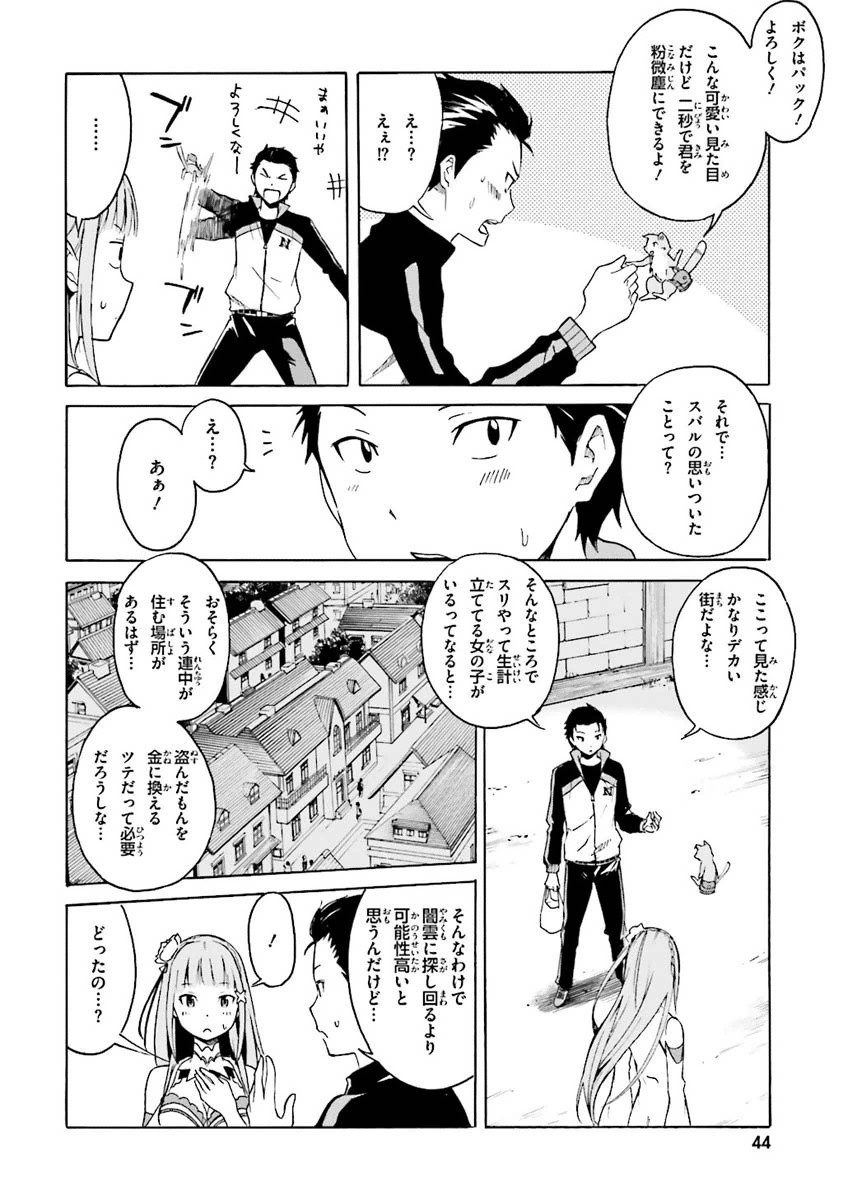 ボクはパック!
よろしく!
こんな可愛い見た目
だけど 二秒で君を
粉微塵にできるよ!
え…?
えぇ!?
まぁいいや
よろしくなー
ブン
ブン
……
それで…
スバルの思いついた
ことって?
え…?
あぁ!
ここって見た感じ
かなりデカい
街だよな…
そんなところで
スリやって生計
立ててる女の子が
いるってなると…
おそらく
そういう連中が
住む場所が
あるはず…
盗んだもんを
金に換える
ツテだって必要
だろうしな…
そんなわけで
闇雲に探し回るより
可能性高いと
思うんだけど…
!
どったの…?
N
N
44